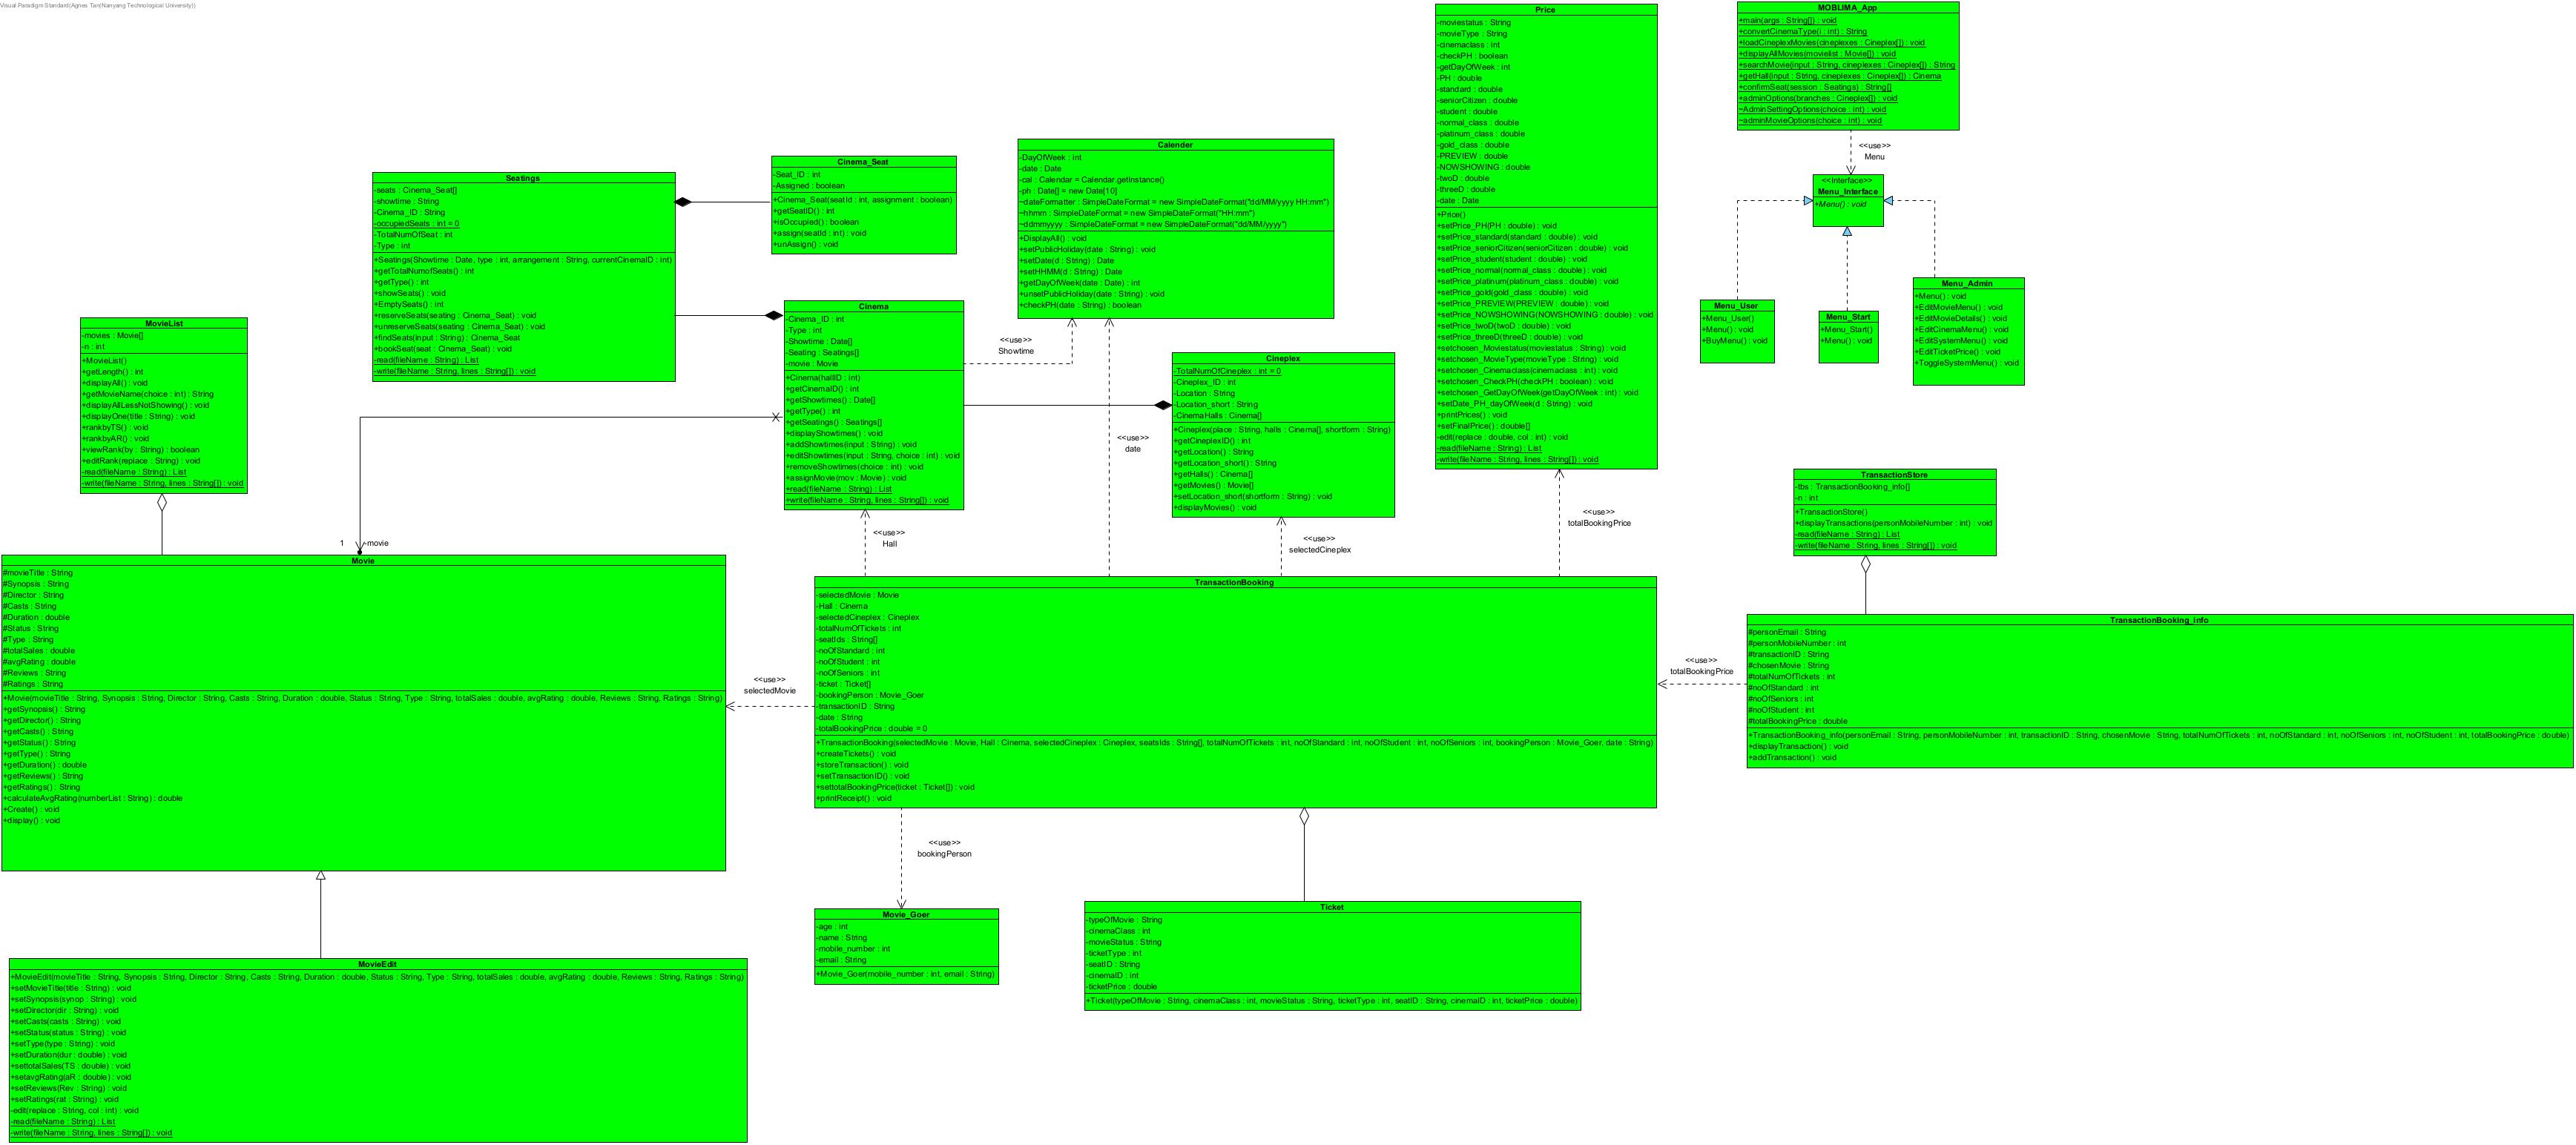 Visual Paradigm Standard(Agnes Tan(Nanyang Technological University))
Price
-moviestatus : String
-movieType : String
-cinemaclass : int
-checkPH : boolean
-getDayOfWeek : int
-PH : double
-standard : double
-seniorCitizen : double
-student : double
-normal_class : double
-platinum_class : double
-gold_class : double
-PREVIEW : double
-NOWSHOWING : double
-twoD : double
-threeD : double
-date : Date
+Price()
+setPrice_PH(PH : double) : void
+setPrice_standard(standard : double) : void
+setPrice_seniorCitizen(seniorCitizen : double) : void
+setPrice_student(student : double) : void
+setPrice_normal(normal_class : double) : void
+setPrice_platinum(platinum_class : double) : void
+setPrice_gold(gold_class : double) : void
+setPrice_PREVIEW(PREVIEW : double) : void
+setPrice_NOWSHOWING(NOWSHOWING : double) : void
+setPrice_twoD(twoD : double) : void
+setPrice_threeD(threeD : double) : void
+setchosen_Moviestatus(moviestatus : String) : void
+setchosen_MovieType(movieType : String) : void
+setchosen_Cinemaclass(cinemaclass : int) : void
+setchosen_CheckPH(checkPH : boolean) : void
+setchosen_GetDayOfWeek(getDayOfWeek : int) : void
+setDate_PH_dayOfWeek(d : String) : void
+printPrices() : void
+setFinalPrice() : double[]
-edit(replace : double, col : int) : void
-read(fileName : String) : List
-write(fileName : String, lines : String[]) : void
MOBLIMA_App
+main(args : String[]) : void
+convertCinemaType(i : int) : String
+loadCineplexMovies(cineplexes : Cineplex[]) : void
+displayAllMovies(movielist : Movie[]) : void
+searchMovie(input : String, cineplexes : Cineplex[]) : String
+getHall(input : String, cineplexes : Cineplex[]) : Cinema
+confirmSeat(session : Seatings) : String[]
+adminOptions(branches : Cineplex[]) : void
~AdminSettingOptions(choice : int) : void
~adminMovieOptions(choice : int) : void
<<use>>
Menu
<<Interface>>
Menu_Interface
+Menu() : void
Menu_User
+Menu_User()
+Menu() : void
+BuyMenu() : void
Menu_Start
+Menu_Start()
+Menu() : void
Menu_Admin
+Menu() : void
+EditMovieMenu() : void
+EditMovieDetails() : void
+EditCinemaMenu() : void
+EditSystemMenu() : void
+EditTicketPrice() : void
+ToggleSystemMenu() : void
Calender
-DayOfWeek : int
-date : Date
-cal : Calendar = Calendar.getInstance()
-ph : Date[] = new Date[10]
~dateFormatter : SimpleDateFormat = new SimpleDateFormat("dd/MM/yyyy HH:mm")
~hhmm : SimpleDateFormat = new SimpleDateFormat("HH:mm")
~ddmmyyyy : SimpleDateFormat = new SimpleDateFormat("dd/MM/yyyy")
+DisplayAll() : void
+setPublicHoliday(date : String) : void
+setDate(d : String) : Date
+setHHMM(d : String) : Date
+getDayOfWeek(date : Date) : int
+unsetPublicHoliday(date : String) : void
+checkPH(date : String) : boolean
Cinema_Seat
-Seat_ID : int
-Assigned : boolean
+Cinema_Seat(seatId : int, assignment : boolean)
+getSeatID() : int
+isOccupied() : boolean
+assign(seatId : int) : void
+unAssign() : void
Seatings
-seats : Cinema_Seat[]
-showtime : String
-Cinema_ID : String
-occupiedSeats : int = 0
-TotalNumOfSeat : int
-Type : int
+Seatings(Showtime : Date, type : int, arrangement : String, currentCinemaID : int)
+getTotalNumofSeats() : int
+getType() : int
+showSeats() : void
+EmptySeats() : int
+reserveSeats(seating : Cinema_Seat) : void
+unreserveSeats(seating : Cinema_Seat) : void
+findSeats(input : String) : Cinema_Seat
+bookSeat(seat : Cinema_Seat) : void
-read(fileName : String) : List
-write(fileName : String, lines : String[]) : void
Cinema
-Cinema_ID : int
-Type : int
-Showtime : Date[]
-Seating : Seatings[]
-movie : Movie
+Cinema(hallID : int)
+getCinemaID() : int
+getShowtimes() : Date[]
+getType() : int
+getSeatings() : Seatings[]
+displayShowtimes() : void
+addShowtimes(input : String) : void
+editShowtimes(input : String, choice : int) : void
+removeShowtimes(choice : int) : void
+assignMovie(mov : Movie) : void
+read(fileName : String) : List
+write(fileName : String, lines : String[]) : void
<<use>>
Showtime
<<use>>
date
Cineplex
-TotalNumOfCineplex : int = 0
-Cineplex_ID : int
-Location : String
-Location_short : String
-CinemaHalls : Cinema[]
+Cineplex(place : String, halls : Cinema[], shortform : String)
+getCineplexID() : int
+getLocation() : String
+getLocation_short() : String
+getHalls() : Cinema[]
+getMovies() : Movie[]
+setLocation_short(shortform : String) : void
+displayMovies() : void
MovieList
-movies : Movie[]
-n : int
+MovieList()
+getLength() : int
+displayAll() : void
+getMovieName(choice : int) : String
+displayAllLessNotShowing() : void
+displayOne(title : String) : void
+rankbyTS() : void
+rankbyAR() : void
+viewRank(by : String) : boolean
+editRank(replace : String) : void
-read(fileName : String) : List
-write(fileName : String, lines : String[]) : void
1
-movie
<<use>>
Hall
<<use>>
selectedCineplex
<<use>>
totalBookingPrice
TransactionStore
-tbs : TransactionBooking_info[]
-n : int
+TransactionStore()
+displayTransactions(personMobileNumber : int) : void
-read(fileName : String) : List
-write(fileName : String, lines : String[]) : void
Movie
#movieTitle : String
#Synopsis : String
#Director : String
#Casts : String
#Duration : double
#Status : String
#Type : String
#totalSales : double
#avgRating : double
#Reviews : String
#Ratings : String
+Movie(movieTitle : String, Synopsis : String, Director : String, Casts : String, Duration : double, Status : String, Type : String, totalSales : double, avgRating : double, Reviews : String, Ratings : String)
+getSynopsis() : String
+getDirector() : String
+getCasts() : String
+getStatus() : String
+getType() : String
+getDuration() : double
+getReviews() : String
+getRatings() : String
+calculateAvgRating(numberList : String) : double
+Create() : void
+display() : void
<<use>>
selectedMovie
TransactionBooking
-selectedMovie : Movie
-Hall : Cinema
-selectedCineplex : Cineplex
-totalNumOfTickets : int
-seatIds : String[]
-noOfStandard : int
-noOfStudent : int
-noOfSeniors : int
-ticket : Ticket[]
-bookingPerson : Movie_Goer
-transactionID : String
-date : String
-totalBookingPrice : double = 0
+TransactionBooking(selectedMovie : Movie, Hall : Cinema, selectedCineplex : Cineplex, seatsIds : String[], totalNumOfTickets : int, noOfStandard : int, noOfStudent : int, noOfSeniors : int, bookingPerson : Movie_Goer, date : String)
+createTickets() : void
+storeTransaction() : void
+setTransactionID() : void
+settotalBookingPrice(ticket : Ticket[]) : void
+printReceipt() : void
<<use>>
totalBookingPrice
TransactionBooking_info
#personEmail : String
#personMobileNumber : int
#transactionID : String
#chosenMovie : String
#totalNumOfTickets : int
#noOfStandard : int
#noOfSeniors : int
#noOfStudent : int
#totalBookingPrice : double
+TransactionBooking_info(personEmail : String, personMobileNumber : int, transactionID : String, chosenMovie : String, totalNumOfTickets : int, noOfStandard : int, noOfSeniors : int, noOfStudent : int, totalBookingPrice : double)
+displayTransaction() : void
+addTransaction() : void
<<use>>
bookingPerson
Movie_Goer
-age : int
-name : String
-mobile_number : int
-email : String
+Movie_Goer(mobile_number : int, email : String)
Ticket
-typeOfMovie : String
-cinemaClass : int
-movieStatus : String
-ticketType : int
-seatID : String
-cinemaID : int
-ticketPrice : double
+Ticket(typeOfMovie : String, cinemaClass : int, movieStatus : String, ticketType : int, seatID : String, cinemaID : int, ticketPrice : double)
MovieEdit
+MovieEdit(movieTitle : String, Synopsis : String, Director : String, Casts : String, Duration : double, Status : String, Type : String, totalSales : double, avgRating : double, Reviews : String, Ratings : String)
+setMovieTitle(title : String) : void
+setSynopsis(synop : String) : void
+setDirector(dir : String) : void
+setCasts(casts : String) : void
+setStatus(status : String) : void
+setType(type : String) : void
+setDuration(dur : double) : void
+settotalSales(TS : double) : void
+setavgRating(aR : double) : void
+setReviews(Rev : String) : void
+setRatings(rat : String) : void
-edit(replace : String, col : int) : void
-read(fileName : String) : List
-write(fileName : String, lines : String[]) : void